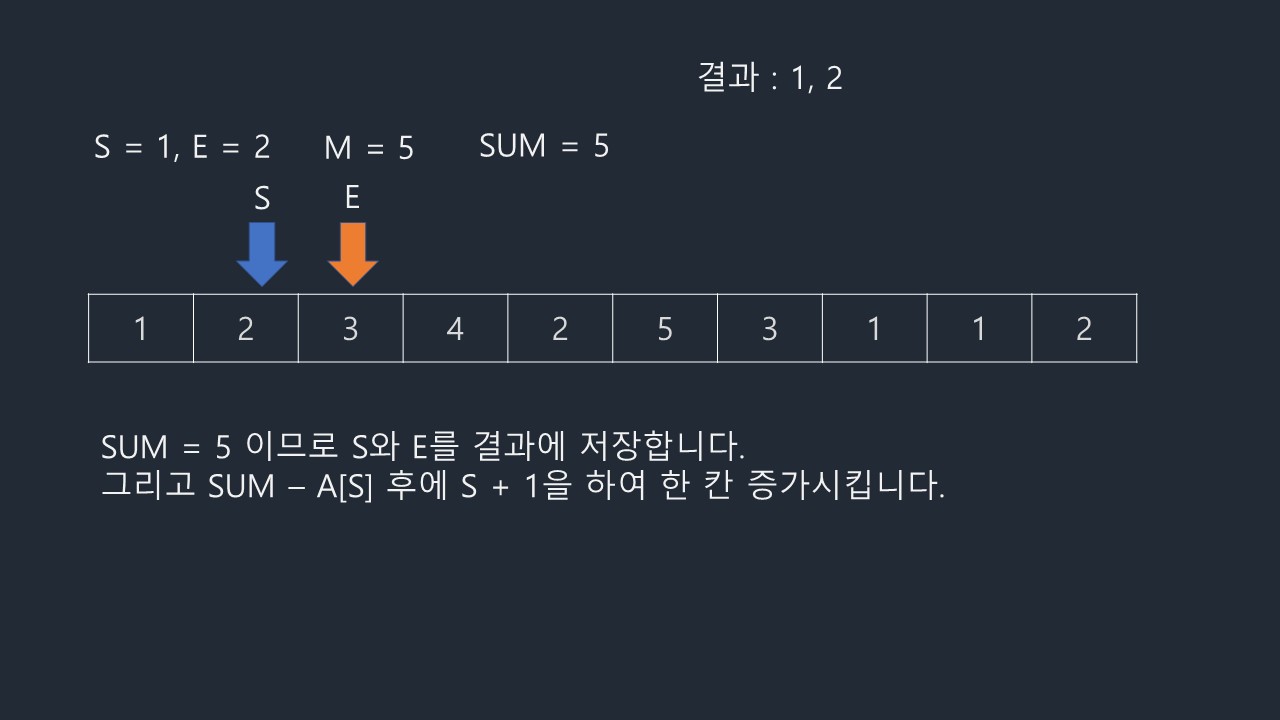 결과 : 1, 2
S = 1, E = 2 M = 5 SUM = 5
S E
1 2 3 4 2 5 3 1 1 2
SUM = 5 이므로 S와 E를 결과에 저장합니다.
그리고 SUM – A[S] 후에 S + 1을 하여 한 칸 증가시킵니다.